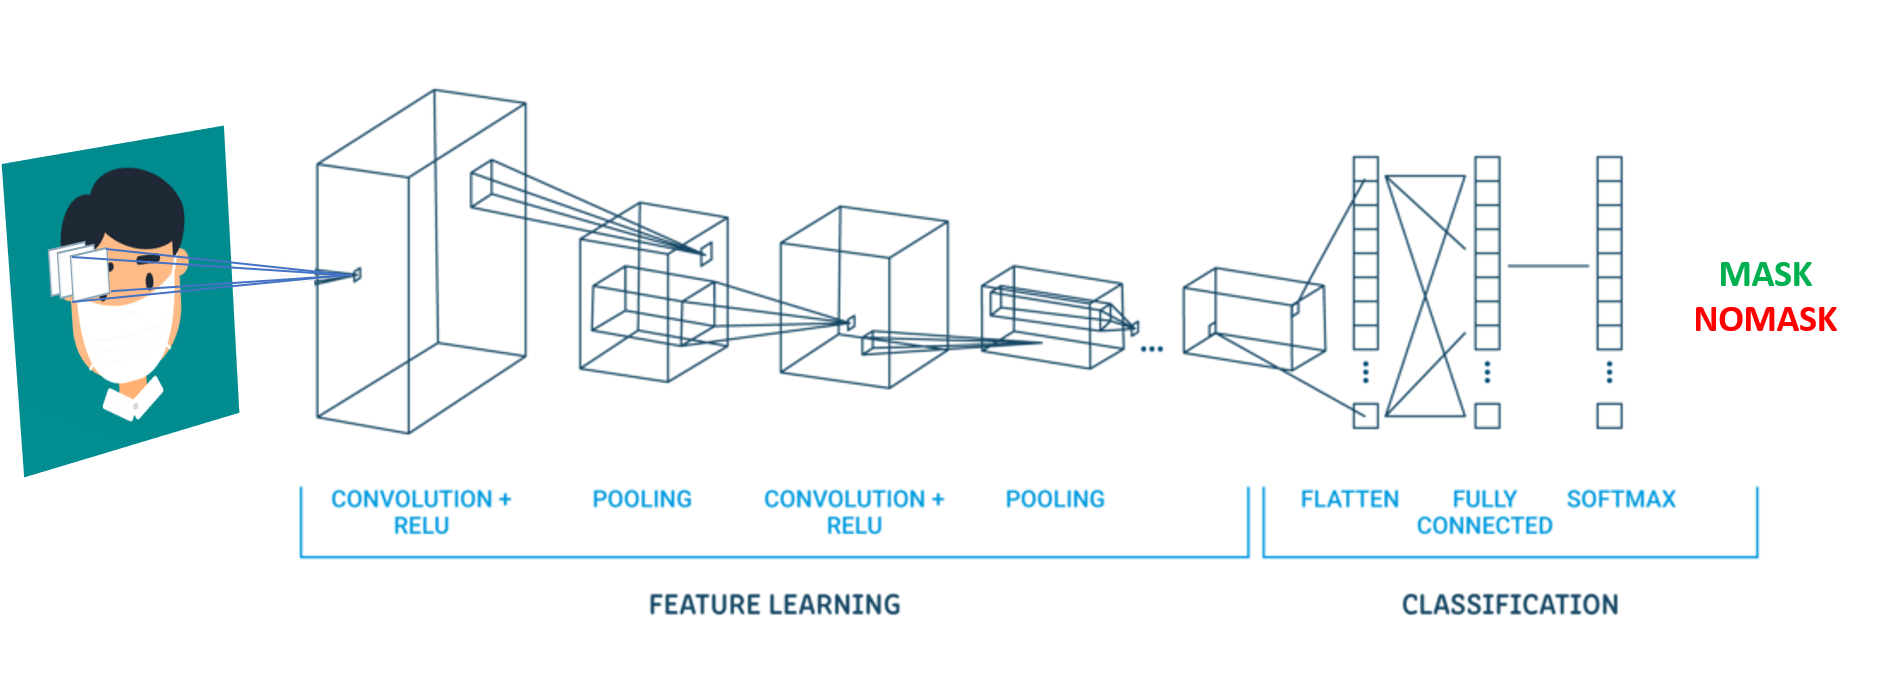 MASK
NOMASK
CONVOLUTION +
RELU
POOLING
CONVOLUTION +
RELU
POOLING
FLATTEN
FULLY
CONNECTED
SOFTMAX
FEATURE LEARNING
CLASSIFICATION